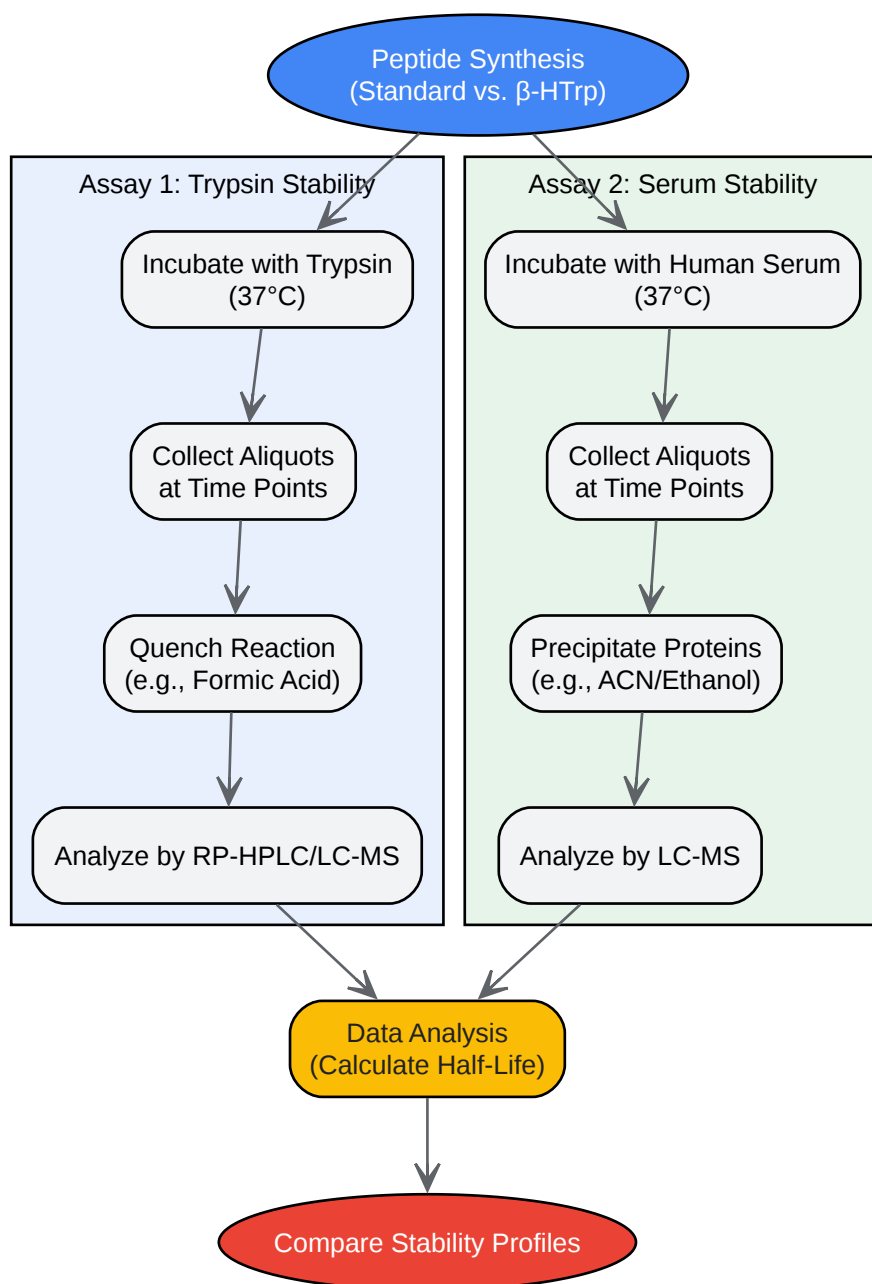 Peptide Synthesis
(Standard vs. β-HTrp)
Assay 1: Trypsin Stability
Incubate with Trypsin
(37°C)
Collect Aliquots
at Time Points
Quench Reaction
(e.g., Formic Acid)
Analyze by RP-HPLC/LC-MS
Assay 2: Serum Stability
Incubate with Human Serum
(37°C)
Collect Aliquots
at Time Points
Precipitate Proteins
(e.g., ACN/Ethanol)
Analyze by LC-MS
Data Analysis
(Calculate Half-Life)
Compare Stability Profiles